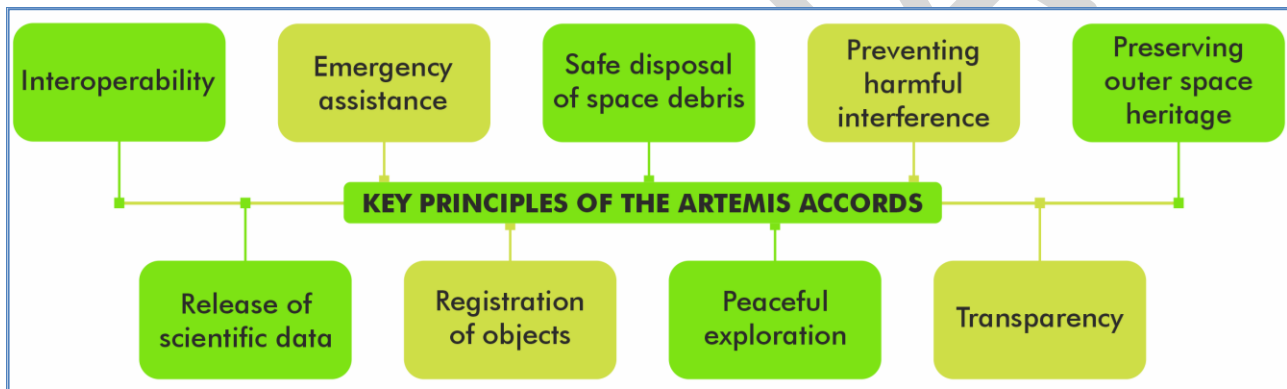 Interoperability
Emergency
assistance
Safe disposal
of space debris
Preventing
harmful
interference
Preserving
outer space
heritage
KEY PRINCIPLES OF THE ARTEMIS ACCORDS
Release of
scientific data
Registration
of objects
Peaceful
exploration
Transparency